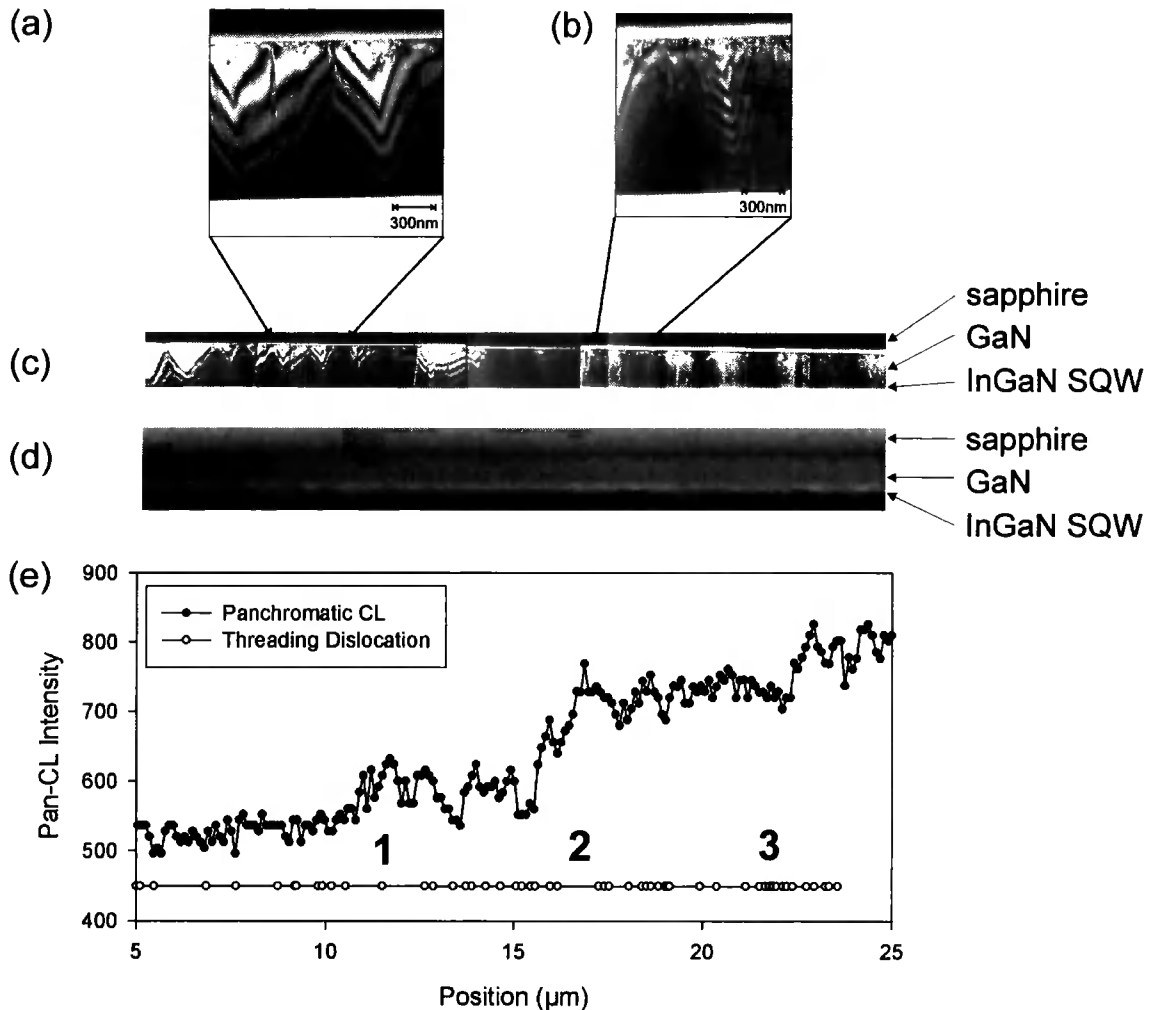 (a)
(b)
300nm
300nm
(c)
sapphire
GaN
InGaN SQW
(d)
sapphire
GaN
InGaN SQW
(e)
Pan-CL Intensity
900
800
700
600
500
400
Panchromatic CL
Threading Dislocation
1
2
3
5
10
15
20
25
Position (µm)